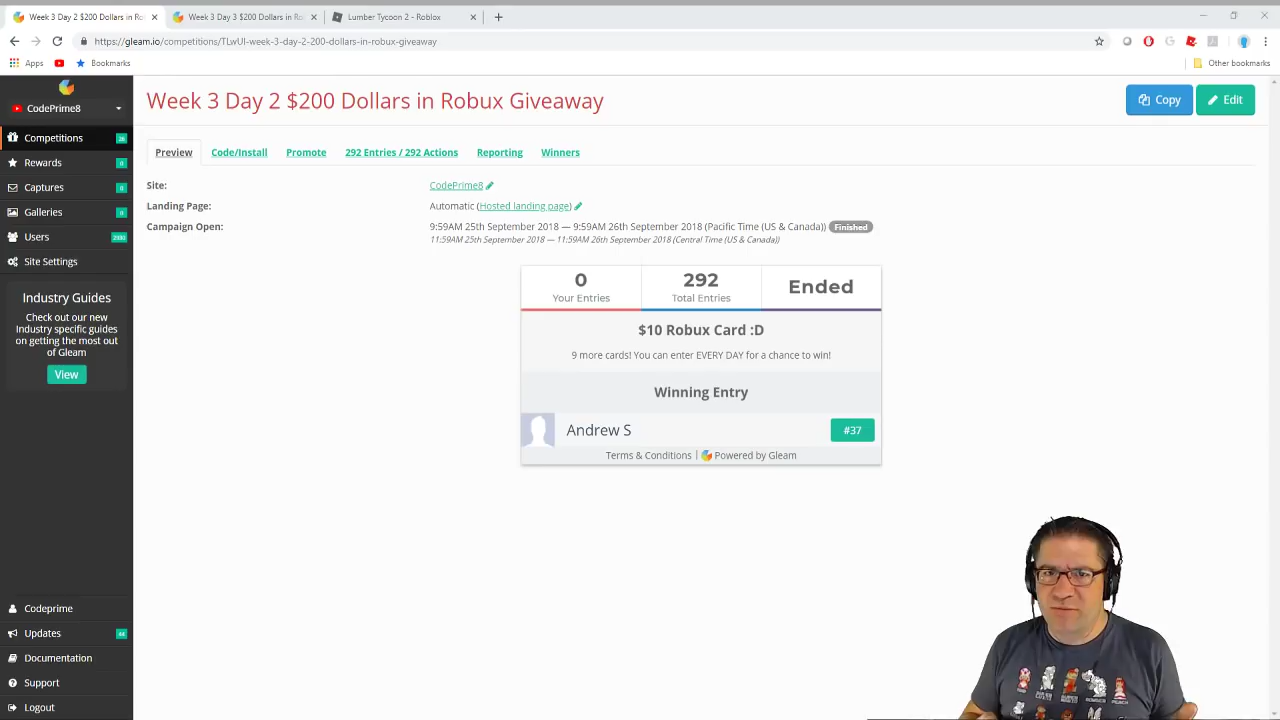 Week 3 Day 2 $200 Dollars in Ro
Week 3 Day 2 $200 Dollars in Ro
Lumber Tycoon 2 - Roblox
https://gleam.io/competitions/TLwUI-week-3-day-2-200-dollars-in-robux-giveaway
Apps
Bookmarks
Other bookmarks
CodePrime8
Week 3 Day 2 $200 Dollars in Robux Giveaway
Copy
Edit
Competitions
Rewards 0
Captures 0
Galleries 0
Users
Site Settings
Industry Guides
Check out our new
Industry specific guides
on getting the most out
of Gleam
View
Codeprime
Updates
Documentation
Support
Logout
Preview Code/Install Promote 292 Entries / 292 Actions Reporting Winners
Site: CodePrime8
Landing Page: Automatic (Hosted landing page)
Campaign Open: 9:59AM 25th September 2018 — 9:59AM 26th September 2018 (Pacific Time (US & Canada)) Finished
11:59AM 25th September 2018 — 11:59AM 26th September 2018 (Central Time (US & Canada))
0 292 Ended
Your Entries Total Entries
$10 Robux Card :D
9 more cards! You can enter EVERY DAY for a chance to win!
Winning Entry
Andrew S #37
Terms & Conditions | Powered by Gleam